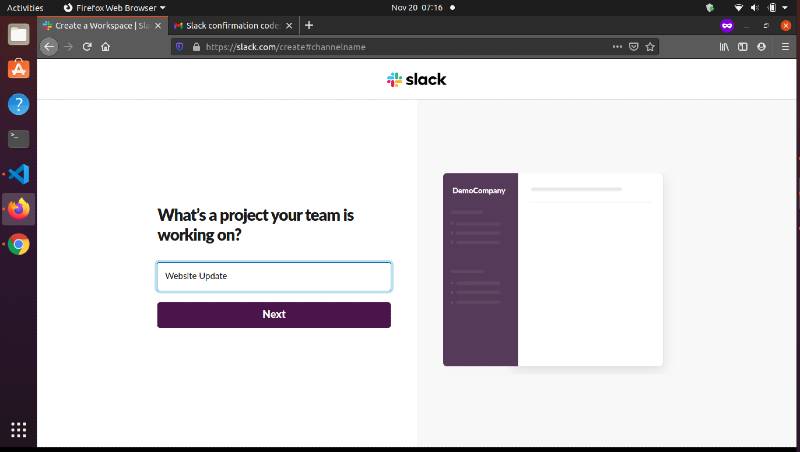 Activities
Firefox Web Browser
Nov 20 07:16
Create a Workspace | Sla
Slack confirmation code
https://slack.com/create#channelname
slack
What's a project your team is
working on?
Website Update
Next
DemoCompany